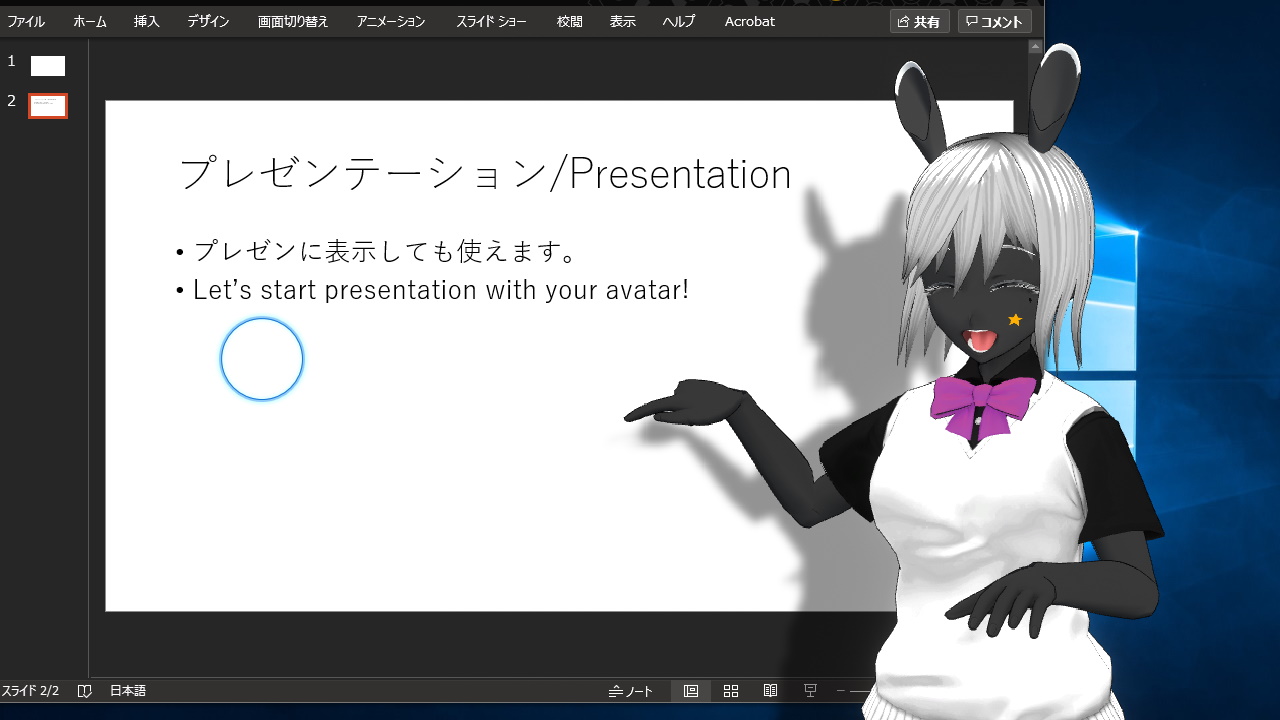 ファイル ホーム 挿入 デザイン 画面切り替え アニメーション スライド ショー 校閲 表示 ヘルプ Acrobat 共有 コメント
1
2
プレゼンテーション/Presentation
• プレゼンに表示しても使えます。
• Let's start presentation with your avatar!
スライド 2/2 日本語 ノート